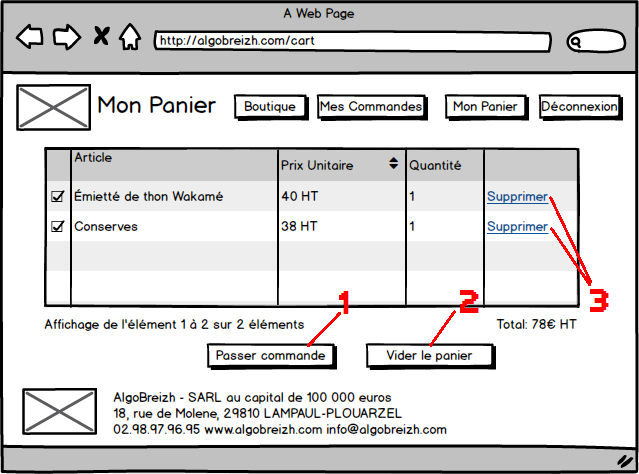 A Web Page
http://algobreizh.com/cart
Mon Panier
Boutique
Mes Commandes
Mon Panier
Déconnexion
Article Prix Unitaire Quantité
Émietté de thon Wakamé 40 HT 1 Supprimer
Conserves 38 HT 1 Supprimer
1
2
3
Affichage de l'élément 1 à 2 sur 2 éléments
Total: 78€ HT
Passer commande
Vider le panier
AlgoBreizh - SARL au capital de 100 000 euros
18, rue de Molene, 29810 LAMPAUL-PLOUARZEL
02.98.97.96.95 www.algobreizh.com info@algobreizh.com